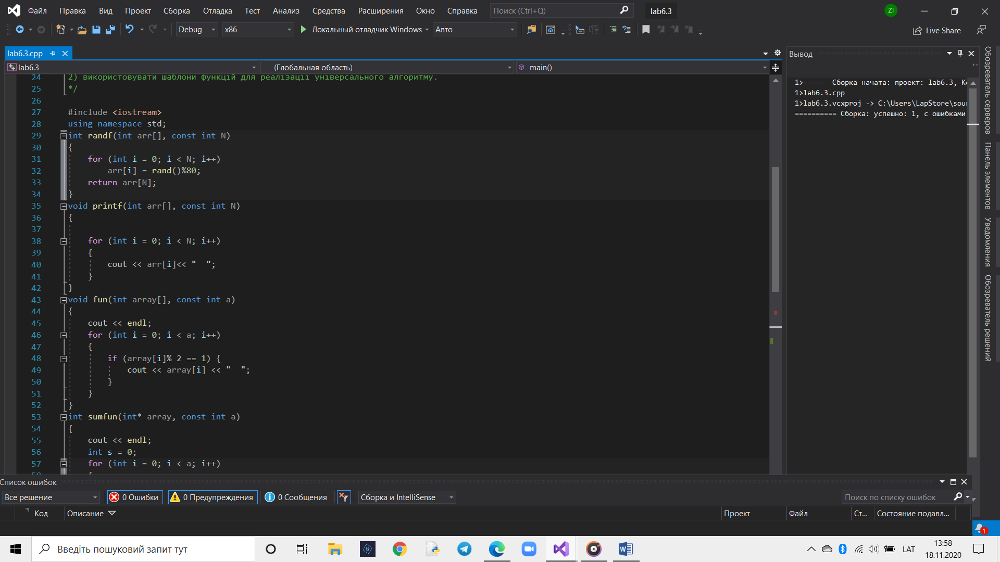 Файл Правка Вид Проект Сборка Отладка Тест Анализ Средства Расширения Окно Справка Поиск (Ctrl+Q) lab6.3 ZI
Debug x86 Локальный отладчик Windows Авто Live Share
lab6.3.cpp
lab6.3 (Глобальная область) main()
24 2) використовувати шаблони функцій для реалізації універсального алгоритму.
25 */
26
27 #include <iostream>
28 using namespace std;
29 int randf(int arr[], const int N)
30 {
31 for (int i = 0; i < N; i++)
32 arr[i] = rand()%80;
33 return arr[N];
34 }
35 void printf(int arr[], const int N)
36 {
37
38 for (int i = 0; i < N; i++)
39 {
40 cout << arr[i]<< "  ";
41 }
42 }
43 void fun(int array[], const int a)
44 {
45 cout << endl;
46 for (int i = 0; i < a; i++)
47 {
48 if (array[i]% 2 == 1) {
49 cout << array[i] << "  ";
50 }
51 }
52 }
53 int sumfun(int* array, const int a)
54 {
55 cout << endl;
56 int s = 0;
57 for (int i = 0; i < a; i++)
Вывод
1>------ Сборка начата: проект: lab6.3, К
1>lab6.3.cpp
1>lab6.3.vcxproj -> C:\Users\LapStore\sou
========== Сборка: успешно: 1, с ошибками
Обозреватель серверов
Панель элементов
Уведомления
Обозреватель решений
Список ошибок
Все решение 0 Ошибки 0 Предупреждения 0 Сообщения Сборка и IntelliSense Поиск по списку ошибок
Код Описание Проект Файл Ст... Состояние подавл...
1
Введіть пошуковий запит тут
LAT
13:58
18.11.2020